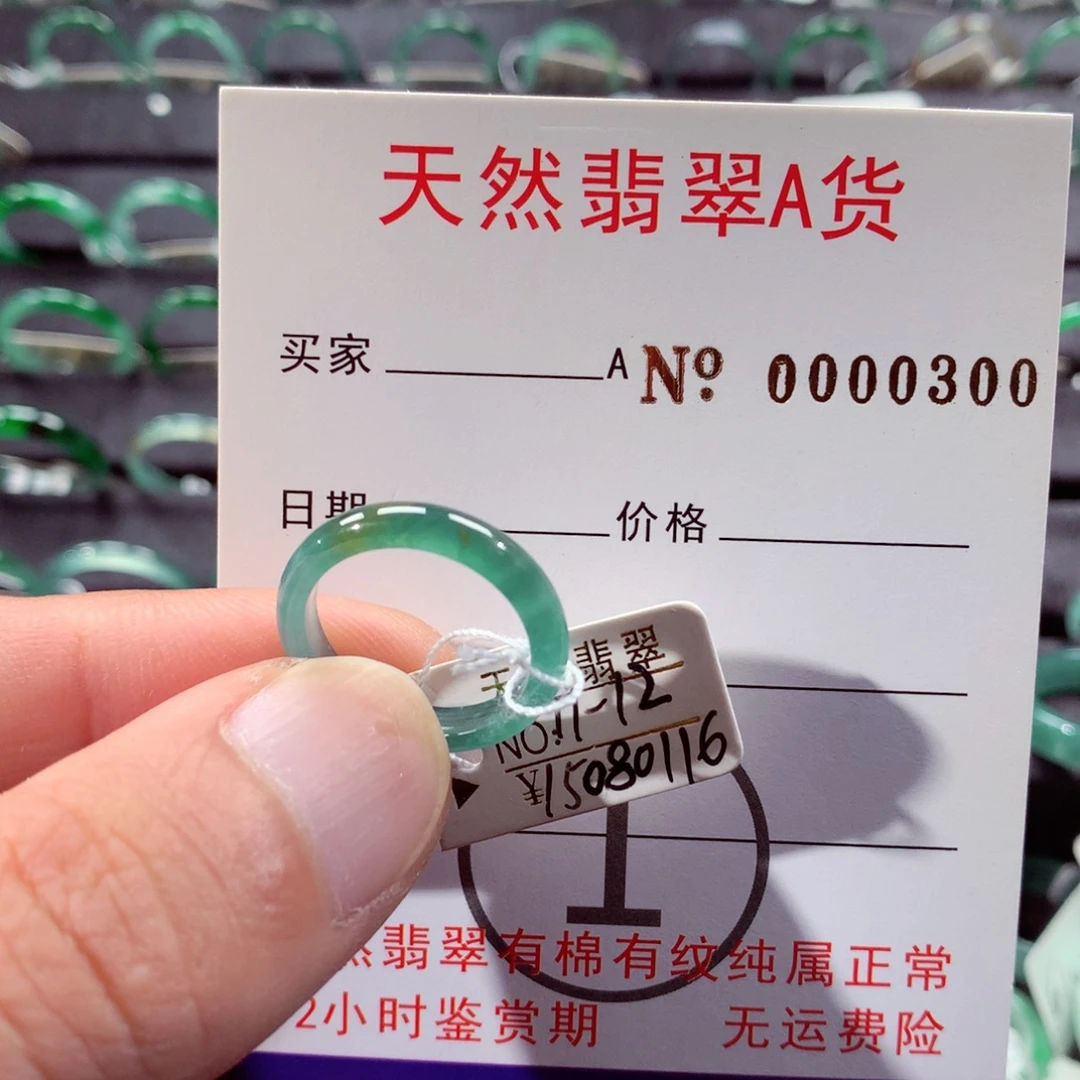 天然翡翠A货
买家 A No 0000300
日期 价格
翡翠
NO:11-12
¥15080116
1
然翡翠有棉有纹纯属正常
2小时鉴赏期 无运费险